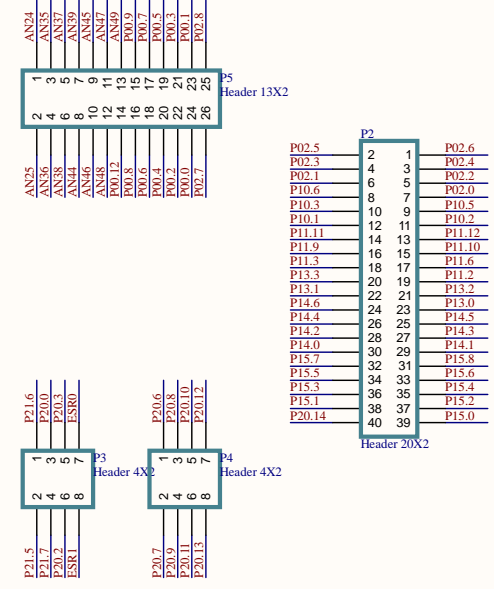 AN24 AN35 AN37 AN39 AN45 AN47 AN49 P00.9 P00.7 P00.5 P00.3 P00.1 P02.8
P5
1 3 5 7 9 11 13 15 17 19 21 23 25
Header 13X2
2 4 6 8 10 12 14 16 18 20 22 24 26
AN25 AN36 AN38 AN44 AN46 AN48 P00.12 P00.8 P00.6 P00.4 P00.2 P00.0 P02.7
P2
P02.5 2 1 P02.6
P02.3 4 3 P02.4
P02.1 6 5 P02.2
P10.6 8 7 P02.0
P10.3 10 9 P10.5
P10.1 12 11 P10.2
P11.11 14 13 P11.12
P11.9 16 15 P11.10
P11.3 18 17 P11.6
P13.3 20 19 P11.2
P13.1 22 21 P13.2
P14.6 24 23 P13.0
P14.4 26 25 P14.5
P14.2 28 27 P14.3
P14.0 30 29 P14.1
P15.7 32 31 P15.8
P15.5 34 33 P15.6
P15.3 36 35 P15.4
P15.1 38 37 P15.2
P20.14 40 39 P15.0
Header 20X2
P21.6 P20.0 P20.3 ESR0
P3
1 3 5 7
Header 4X2
2 4 6 8
P21.5 P21.7 P20.2 ESR1
P20.6 P20.8 P20.10 P20.12
P4
1 3 5 7
Header 4X2
2 4 6 8
P20.7 P20.9 P20.11 P20.13